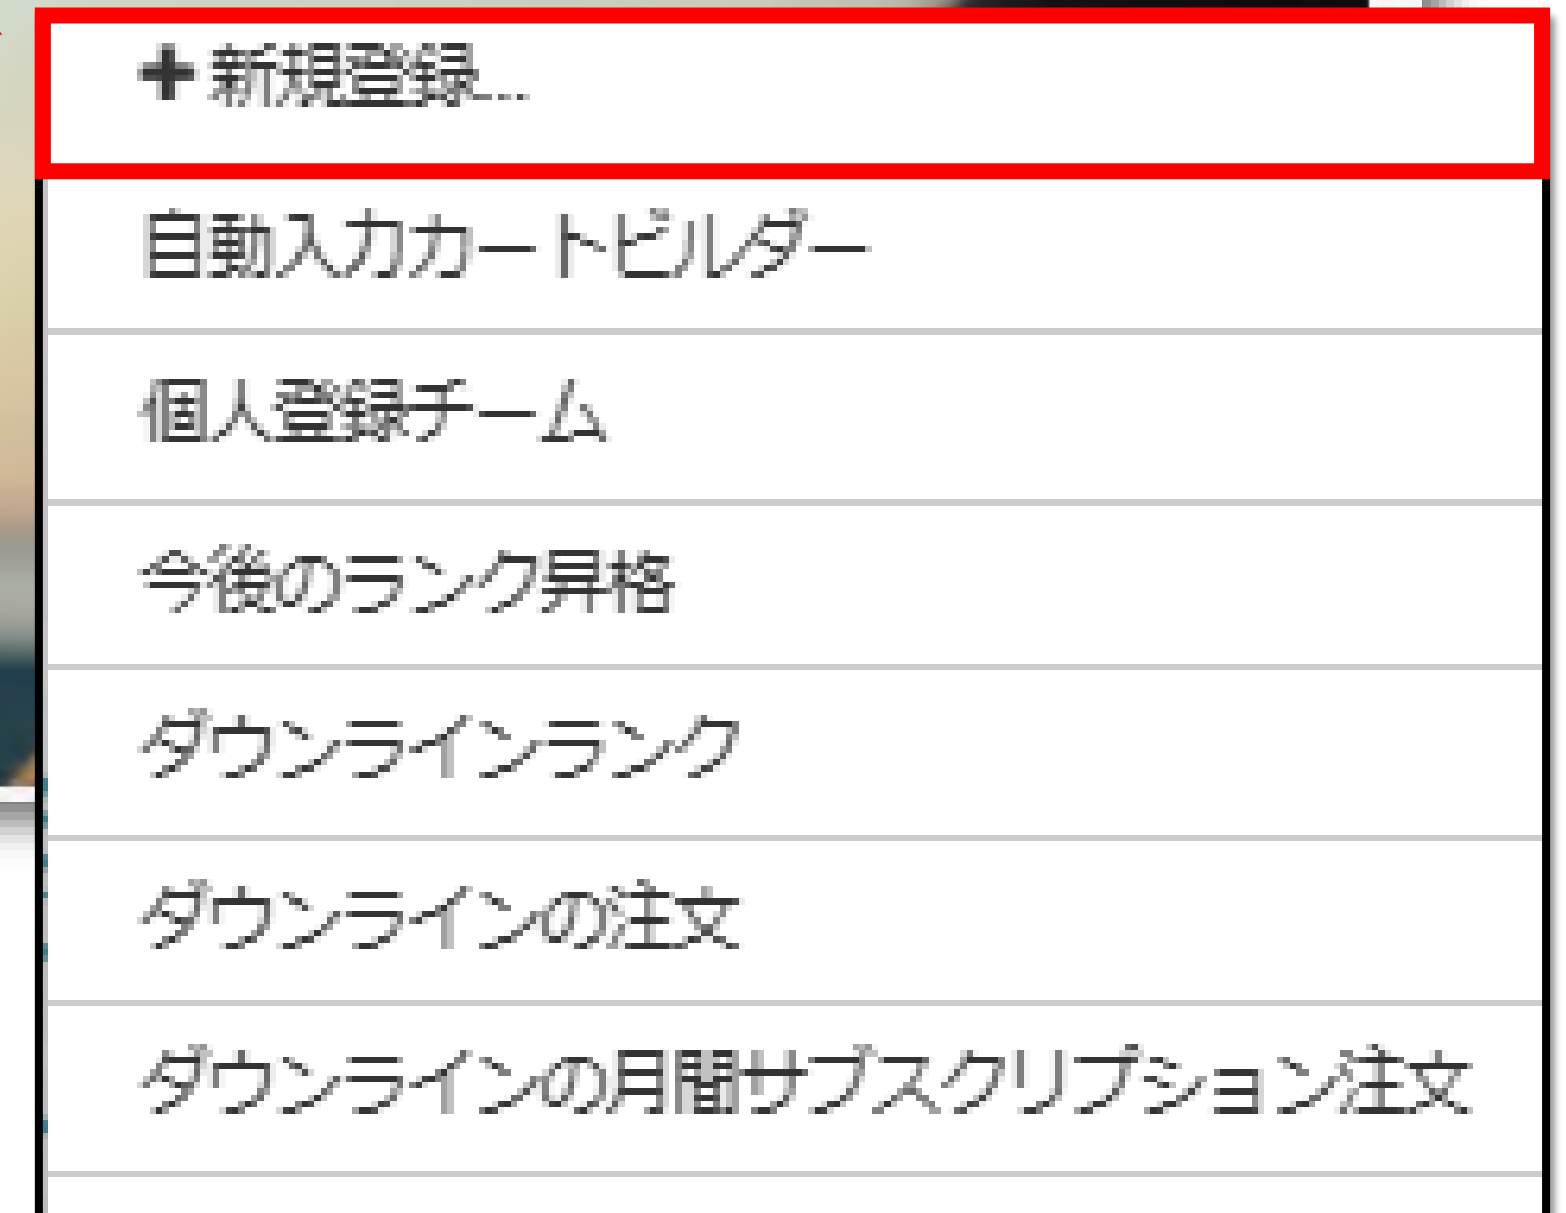 + 新規登録...
自動入力カートビルダー
個人登録チーム
今後のランク昇格
ダウンラインランク
ダウンラインの注文
ダウンラインの月間サブスクリプション注文